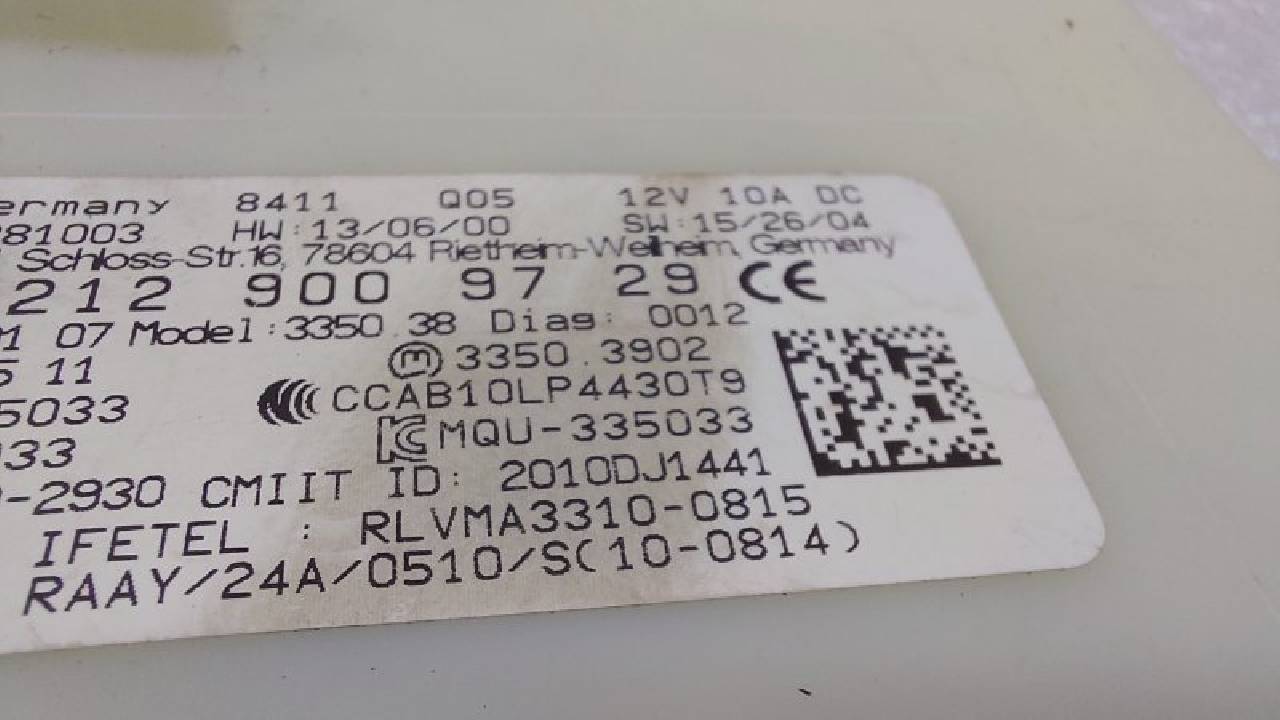 ermany 8411 Q05 12V 10A DC
81003 HW:13/06/00 SW:15/26/04
Schloss-Str.16, 78604 Rietheim-Weilheim, Germany
212 900 97 29 CE
07 Model:3350.38 Diag: 0012
11 m 3350.3902
5033 CCAB10LP4430T9
33 MQU-335033
-2930 CMIIT ID: 2010DJ1441
IFETEL : RLVMA3310-0815
RAAY/24A/0510/S(10-0814)